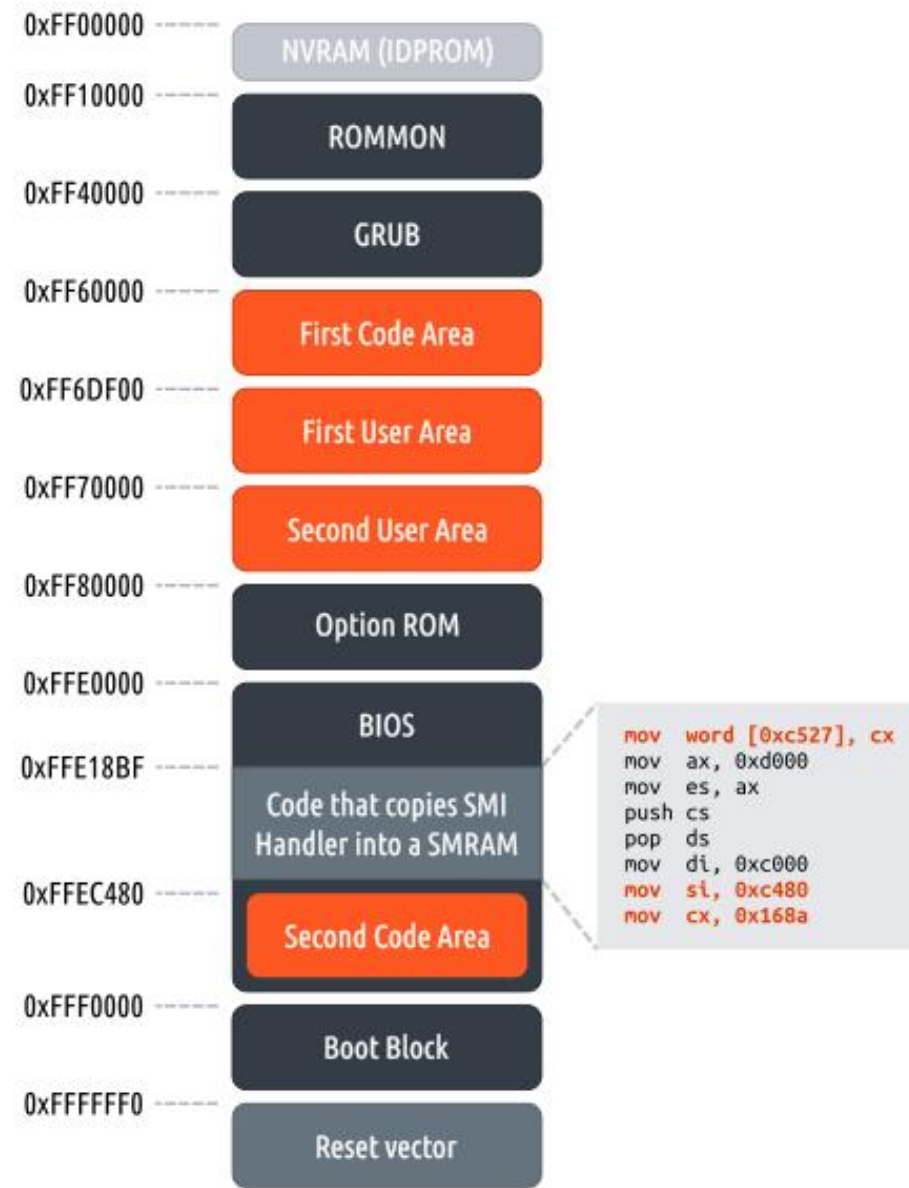 0xFF00000
NVRAM (IDPROM)
0xFF10000
ROMMON
0xFF40000
GRUB
0xFF60000
First Code Area
0xFF6DF00
First User Area
0xFF70000
Second User Area
0xFF80000
Option ROM
0xFFE0000
BIOS
0xFFE18BF
Code that copies SMI
Handler into a SMRAM
0xFFEC480
Second Code Area
0xFFF0000
Boot Block
0xFFFFFF0
Reset vector
mov word [0xc527], cx
mov ax, 0xd000
mov es, ax
push cs
pop ds
mov di, 0xc000
mov si, 0xc480
mov cx, 0x168a